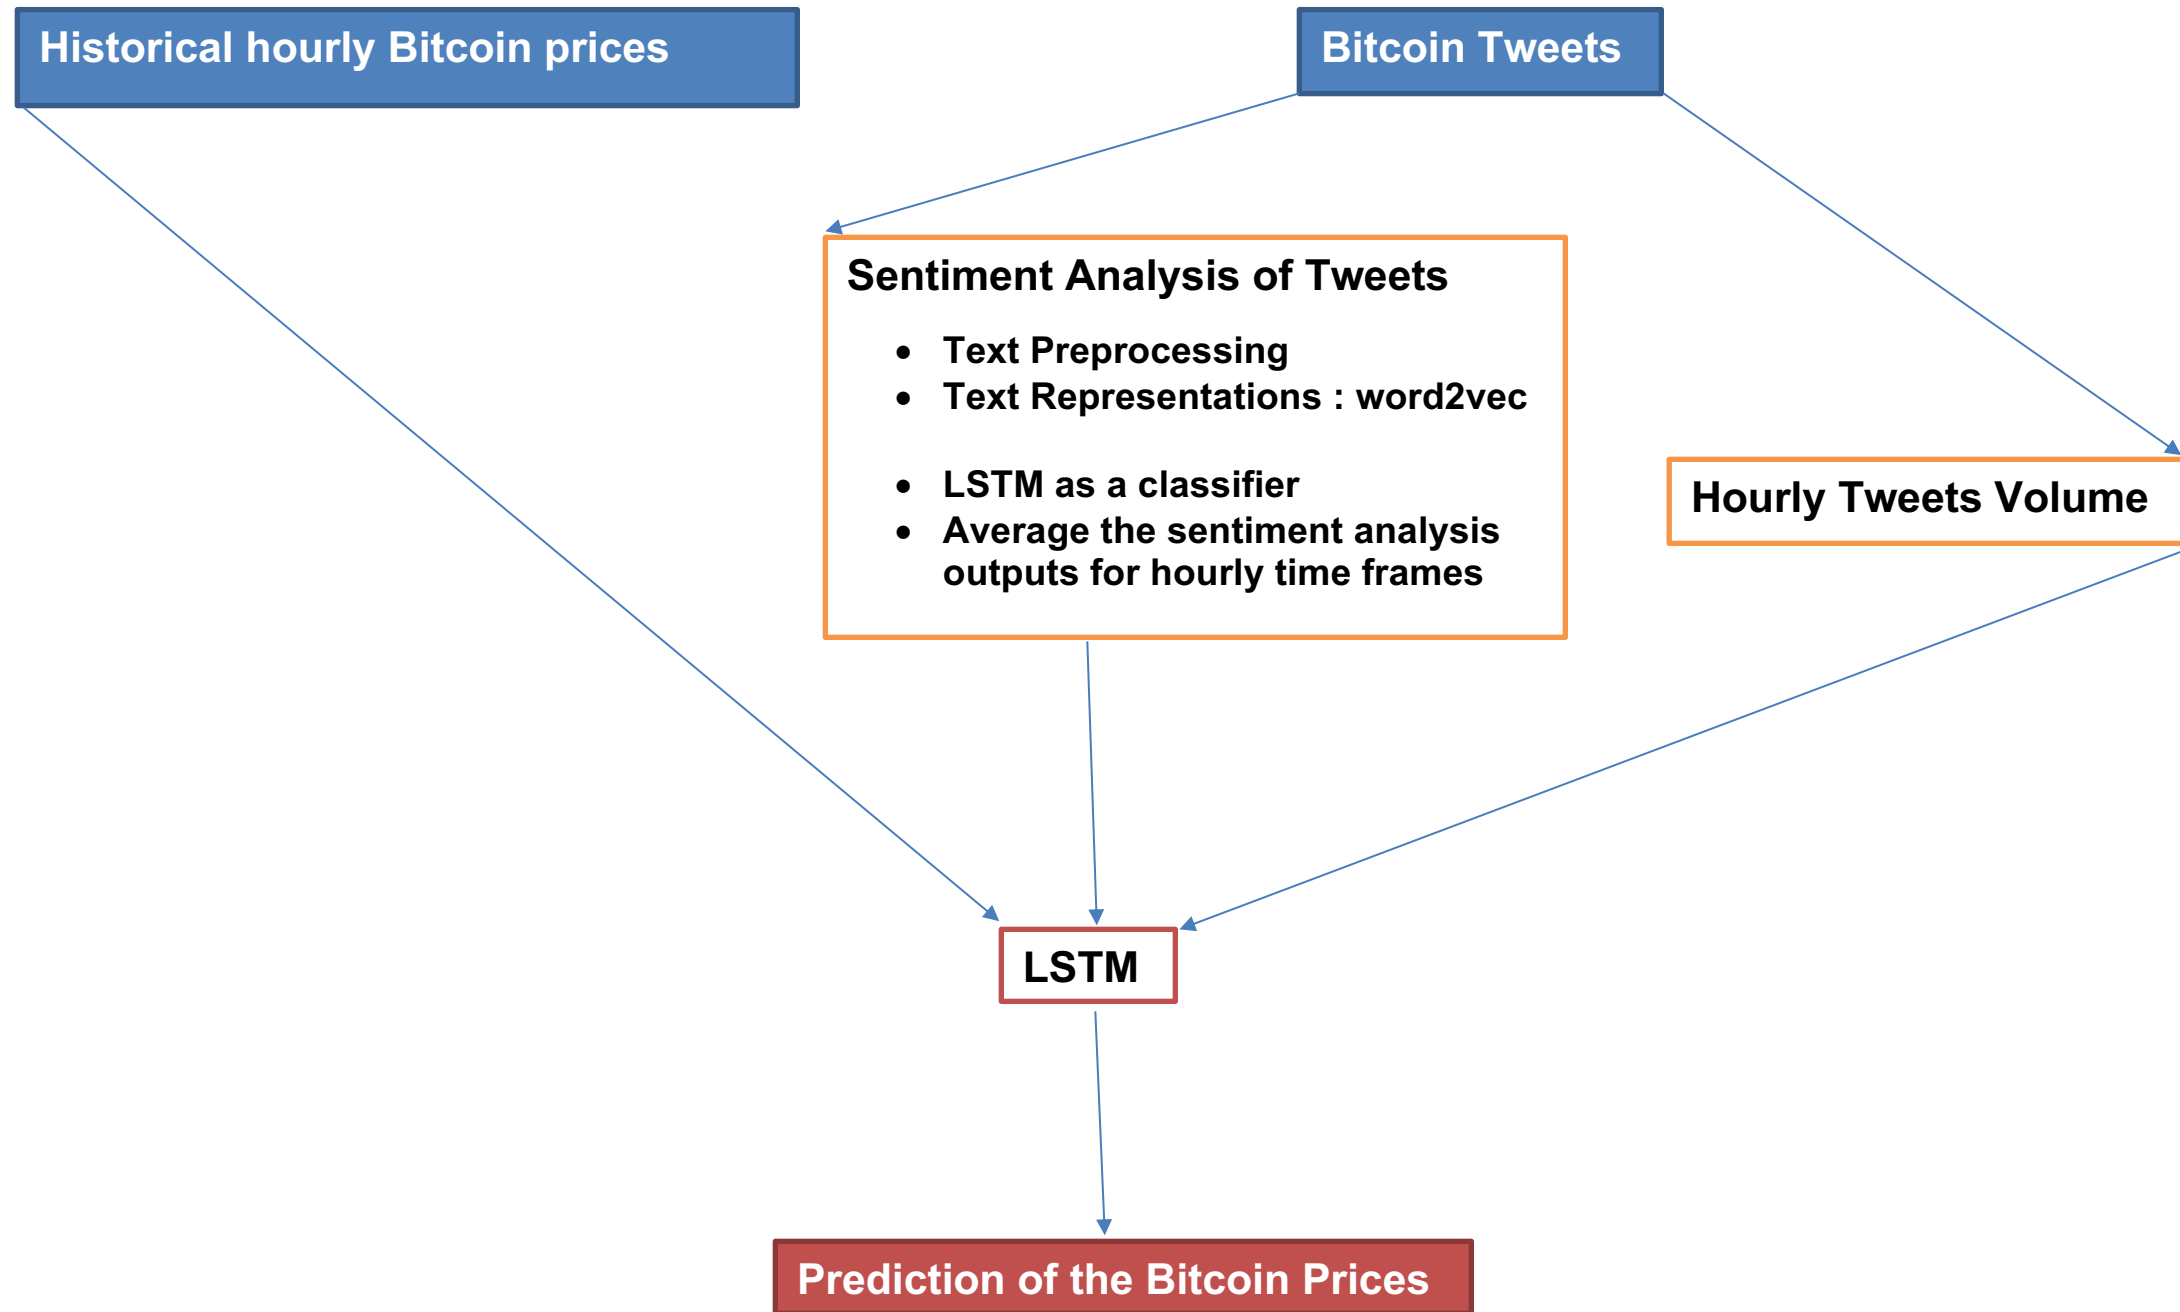 Historical hourly Bitcoin prices
Bitcoin Tweets
Sentiment Analysis of Tweets
• Text Preprocessing
• Text Representations : word2vec
• LSTM as a classifier
• Average the sentiment analysis
outputs for hourly time frames
Hourly Tweets Volume
LSTM
Prediction of the Bitcoin Prices